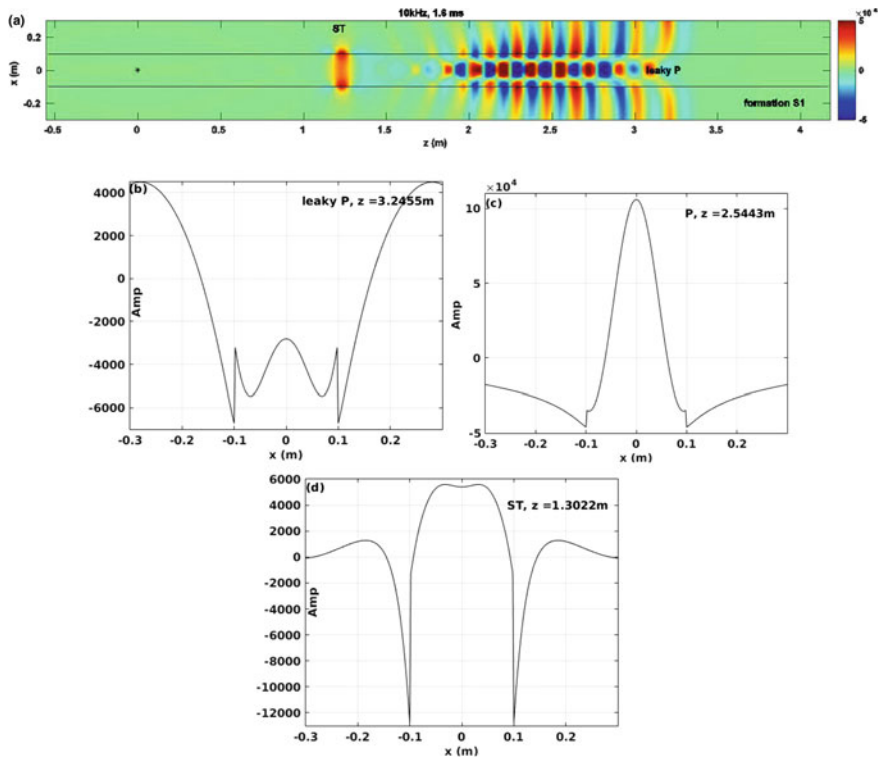 (a)
10kHz, 1.6 ms
ST
leaky P
formation S1
x (m)
0.2
0
-0.2
-0.5 0 0.5 1 1.5 2 2.5 3 3.5 4
z (m)
×10⁻⁶
5
0
-5
(b)
leaky P, z =3.2455m
Amp
4000
2000
0
-2000
-4000
-6000
-0.3 -0.2 -0.1 0 0.1 0.2
x (m)
(c)
×10⁴
P, z =2.5443m
Amp
10
5
0
-5
-0.3 -0.2 -0.1 0 0.1 0.2
x (m)
(d)
ST, z =1.3022m
Amp
6000
4000
2000
0
-2000
-4000
-6000
-8000
-10000
-12000
-0.3 -0.2 -0.1 0 0.1 0.2 0.3
x (m)